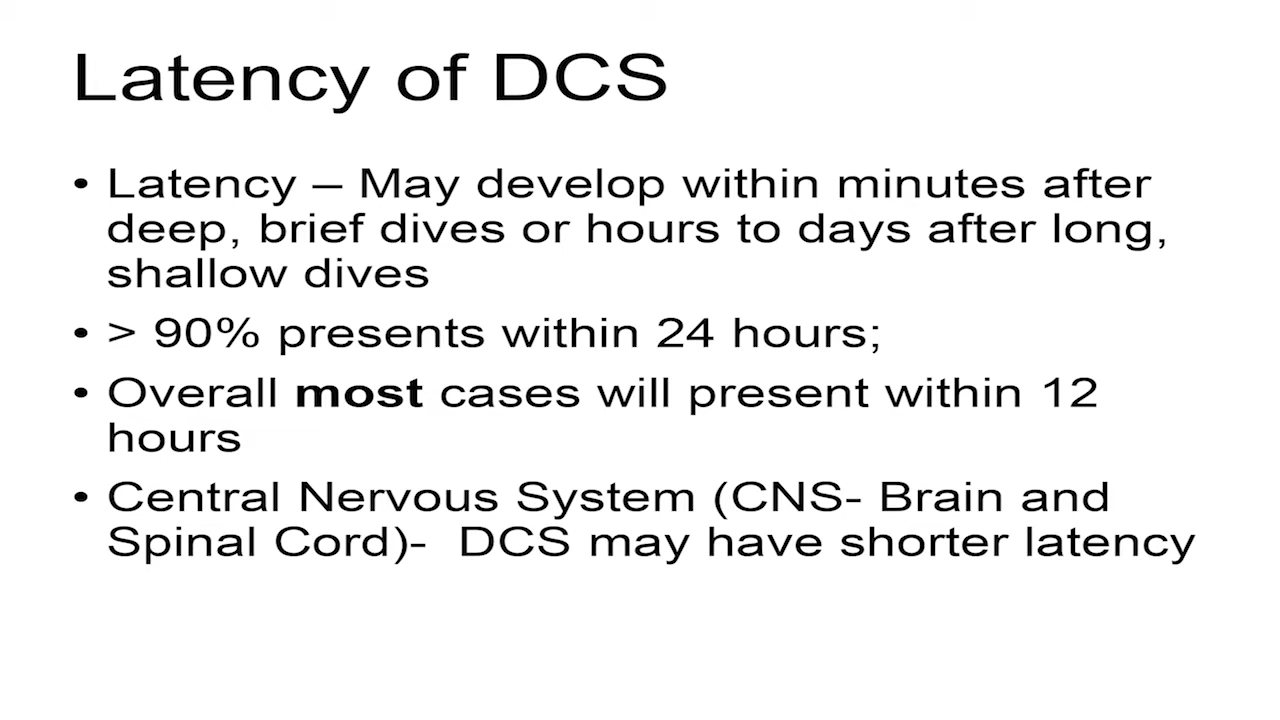 Latency of DCS
• Latency – May develop within minutes after
deep, brief dives or hours to days after long,
shallow dives
• > 90% presents within 24 hours;
• Overall most cases will present within 12
hours
• Central Nervous System (CNS- Brain and
Spinal Cord)-  DCS may have shorter latency